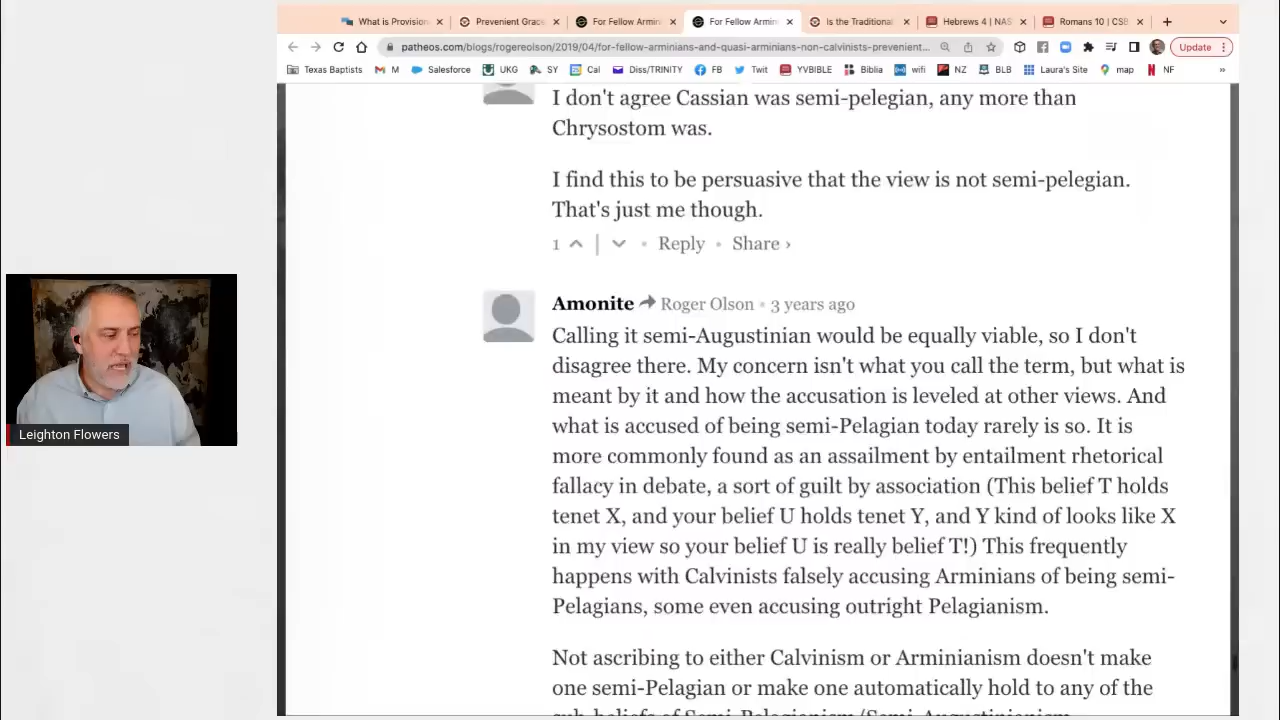 What is Provision
Prevenient Grace
For Fellow Armin
For Fellow Armin
Is the Traditional
Hebrews 4 | NAS
Romans 10 | CSB
patheos.com/blogs/rogereolson/2019/04/for-fellow-arminians-and-quasi-arminians-non-calvinists-prevenient...
Update
Texas Baptists
M
Salesforce
UKG
SY
Cal
Diss/TRINITY
FB
Twit
YVBIBLE
Biblia
wifi
NZ
BLB
Laura's Site
map
NF
»
I don't agree Cassian was semi-pelegian, any more than
Chrysostom was.
I find this to be persuasive that the view is not semi-pelegian.
That's just me though.
1 • Reply • Share ›
Amonite Roger Olson • 3 years ago
Calling it semi-Augustinian would be equally viable, so I don't
disagree there. My concern isn't what you call the term, but what is
meant by it and how the accusation is leveled at other views. And
what is accused of being semi-Pelagian today rarely is so. It is
more commonly found as an assailment by entailment rhetorical
fallacy in debate, a sort of guilt by association (This belief T holds
tenet X, and your belief U holds tenet Y, and Y kind of looks like X
in my view so your belief U is really belief T!) This frequently
happens with Calvinists falsely accusing Arminians of being semi-
Pelagians, some even accusing outright Pelagianism.
Not ascribing to either Calvinism or Arminianism doesn't make
one semi-Pelagian or make one automatically hold to any of the
sub-beliefs of Semi-Pelagianism/Semi-Augustinianism
Leighton Flowers